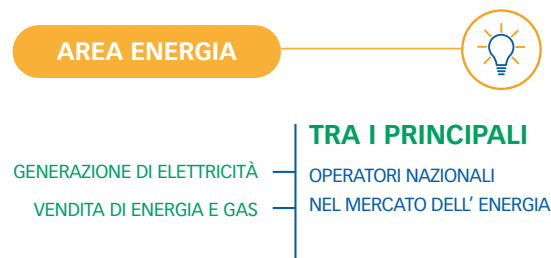 AREA ENERGIA
GENERAZIONE DI ELETTRICITÀ
VENDITA DI ENERGIA E GAS
TRA I PRINCIPALI
OPERATORI NAZIONALI
NEL MERCATO DELL’ ENERGIA